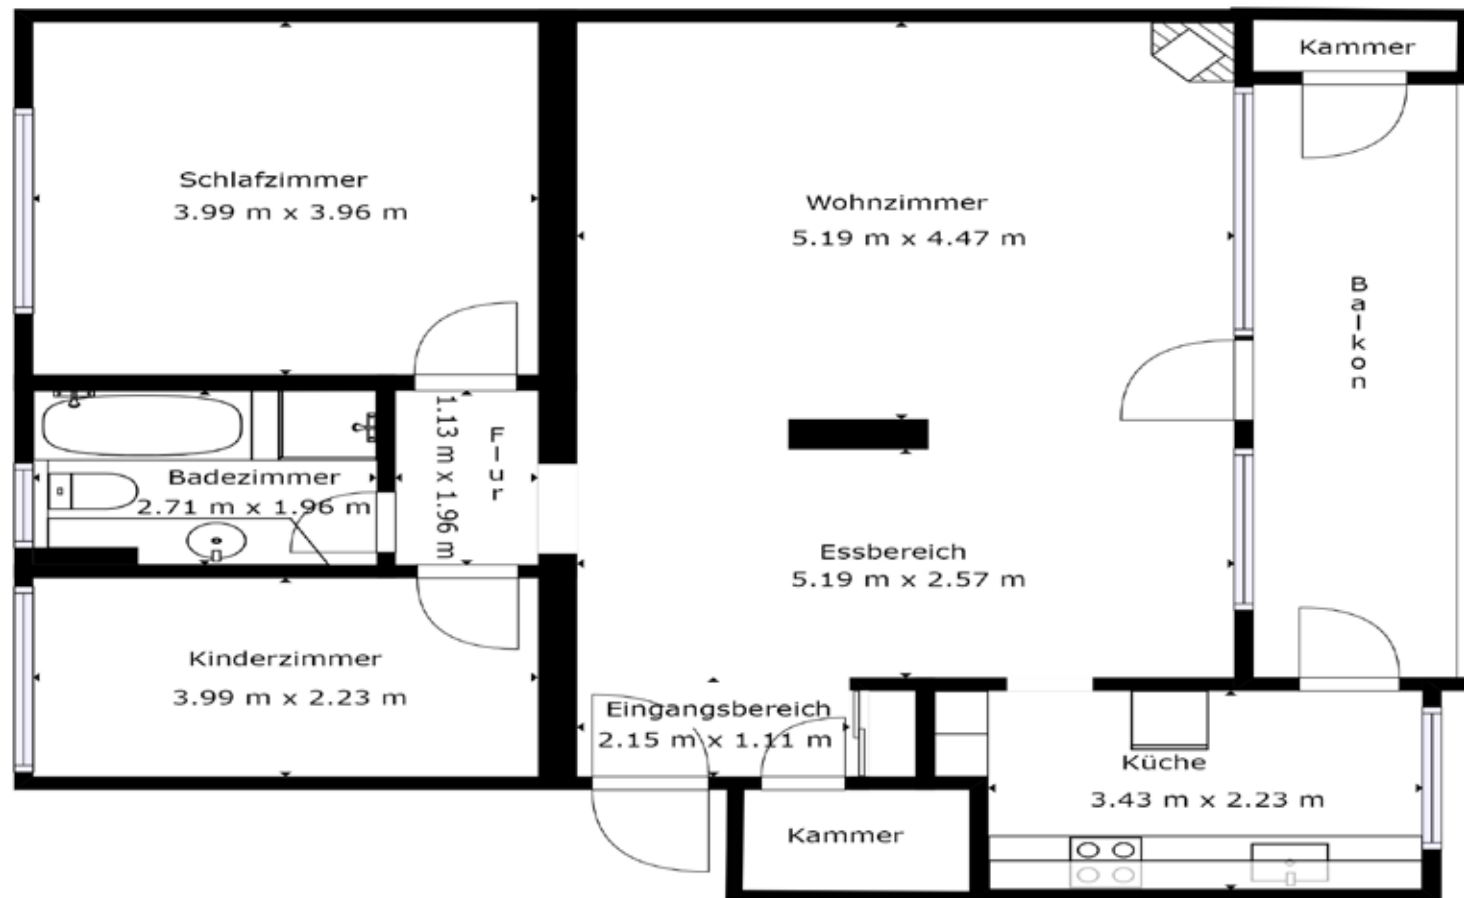 Kammer
Schlafzimmer
3.99 m x 3.96 m
Wohnzimmer
5.19 m x 4.47 m
Balkon
Flur
1.13 m x 1.96 m
Badezimmer
2.71 m x 1.96 m
Essbereich
5.19 m x 2.57 m
Kinderzimmer
3.99 m x 2.23 m
Eingangsbereich
2.15 m x 1.11 m
Küche
3.43 m x 2.23 m
Kammer